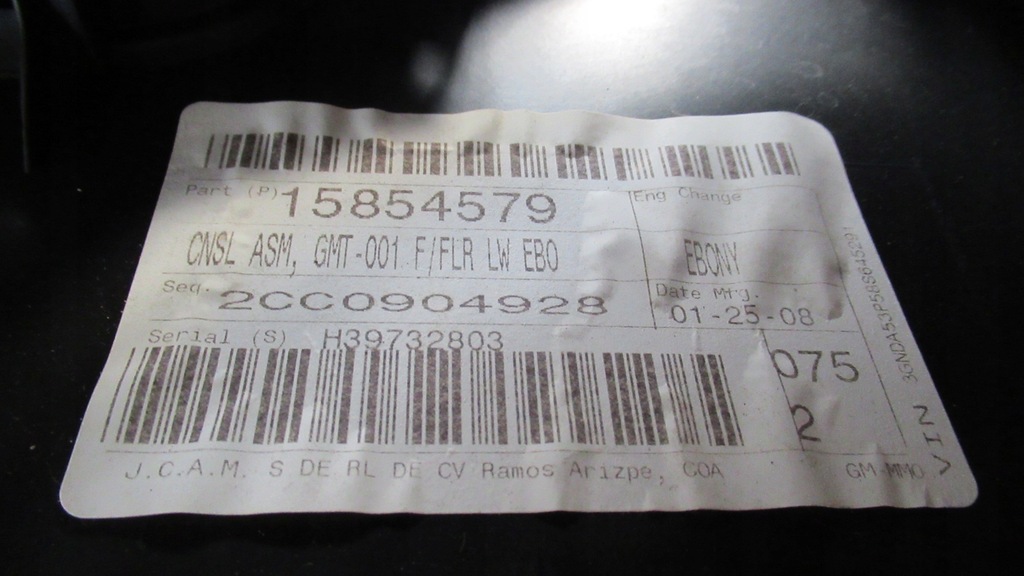 Part (P) 15854579
Eng Change
CNSL ASM, GMT-001 F/FLR LW EBO
EBONY
Seq. 2CC0904928
Date Mfg.
01-25-08
Serial (S) H39732803
075
2
J.C.A.M. S DE RL DE CV Ramos Arizpe, COA
GM-MMO
VIN